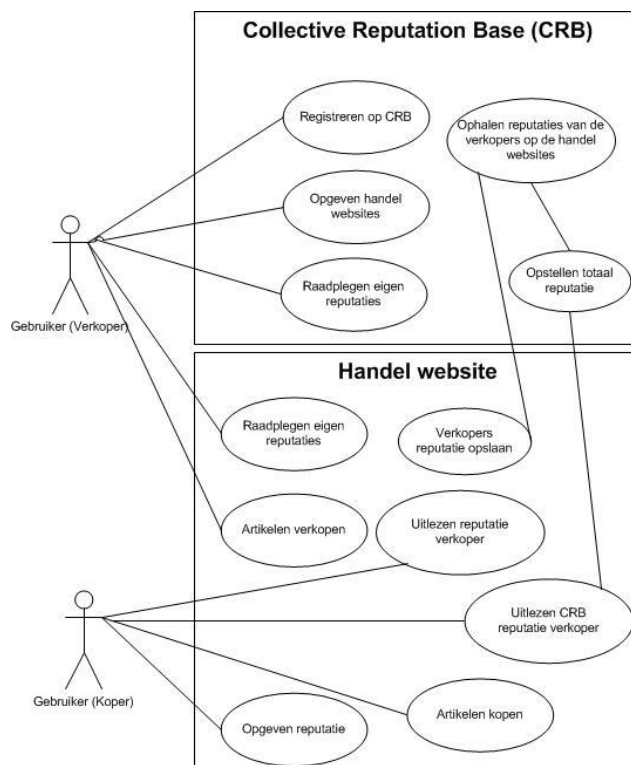 Collective Reputation Base (CRB)
Registreren op CRB
Ophalen reputaties van de
verkopers op de handel
websites
Opgeven handel
websites
Raadplegen eigen
reputaties
Opstellen totaal
reputatie
Gebruiker (Verkoper)
Handel website
Raadplegen eigen
reputaties
Verkopers
reputatie opslaan
Artikelen verkopen
Uitlezen reputatie
verkoper
Uitlezen CRB
reputatie verkoper
Gebruiker (Koper)
Opgeven reputatie
Artikelen kopen